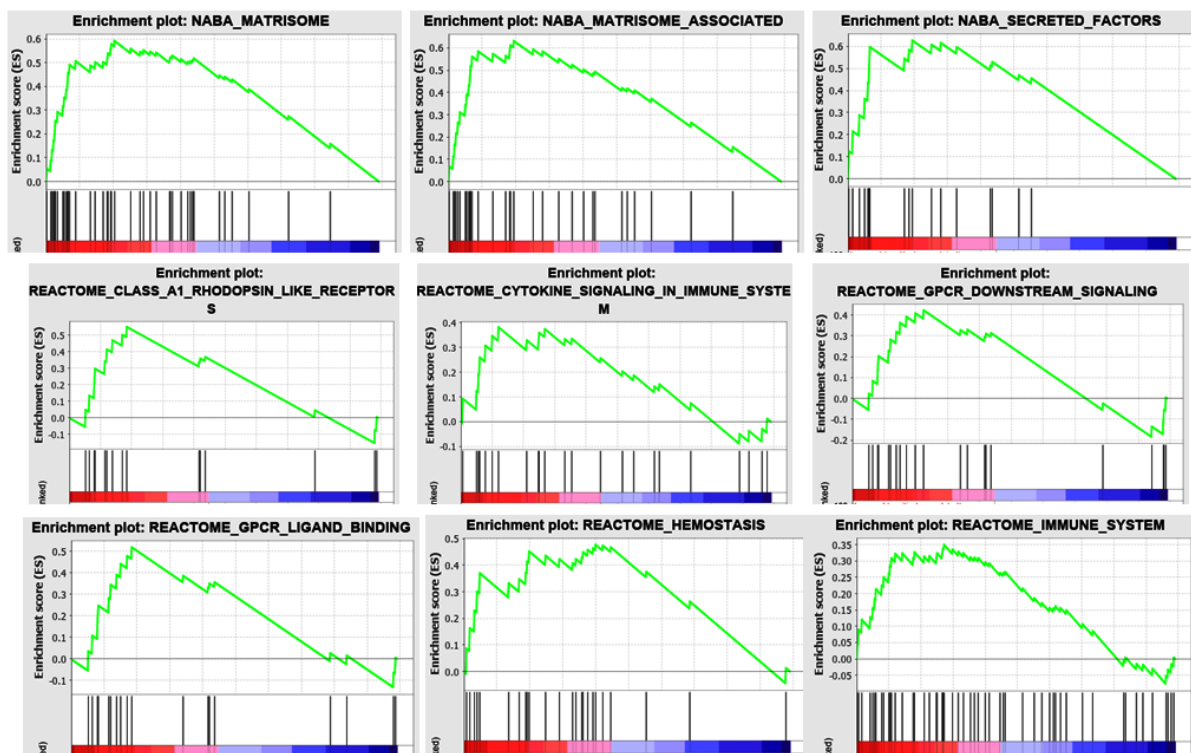 Enrichment plot: NABA_MATRISOME
Enrichment score (ES)
0.6
0.5
0.4
0.3
0.2
0.1
0.0
nked)
Enrichment plot: NABA_MATRISOME_ASSOCIATED
Enrichment score (ES)
0.6
0.5
0.4
0.3
0.2
0.1
0.0
ked)
Enrichment plot: NABA_SECRETED_FACTORS
Enrichment score (ES)
0.6
0.5
0.4
0.3
0.2
0.1
0.0
ked)
Enrichment plot:
REACTOME_CLASS_A1_RHODOPSIN_LIKE_RECEPTOR
S
Enrichment score (ES)
0.5
0.4
0.3
0.2
0.1
0.0
-0.1
ked)
Enrichment plot:
REACTOME_CYTOKINE_SIGNALING_IN_IMMUNE_SYSTE
M
Enrichment score (ES)
0.4
0.3
0.2
0.1
0.0
-0.1
ked)
Enrichment plot:
REACTOME_GPCR_DOWNSTREAM_SIGNALING
Enrichment score (ES)
0.4
0.3
0.2
0.1
0.0
-0.1
-0.2
nked)
Enrichment plot: REACTOME_GPCR_LIGAND_BINDING
Enrichment score (ES)
0.5
0.4
0.3
0.2
0.1
0.0
-0.1
ked)
Enrichment plot: REACTOME_HEMOSTASIS
Enrichment score (ES)
0.5
0.4
0.3
0.2
0.1
0.0
ked)
Enrichment plot: REACTOME_IMMUNE_SYSTEM
Enrichment score (ES)
0.35
0.30
0.25
0.20
0.15
0.10
0.05
0.00
-0.05
ked)